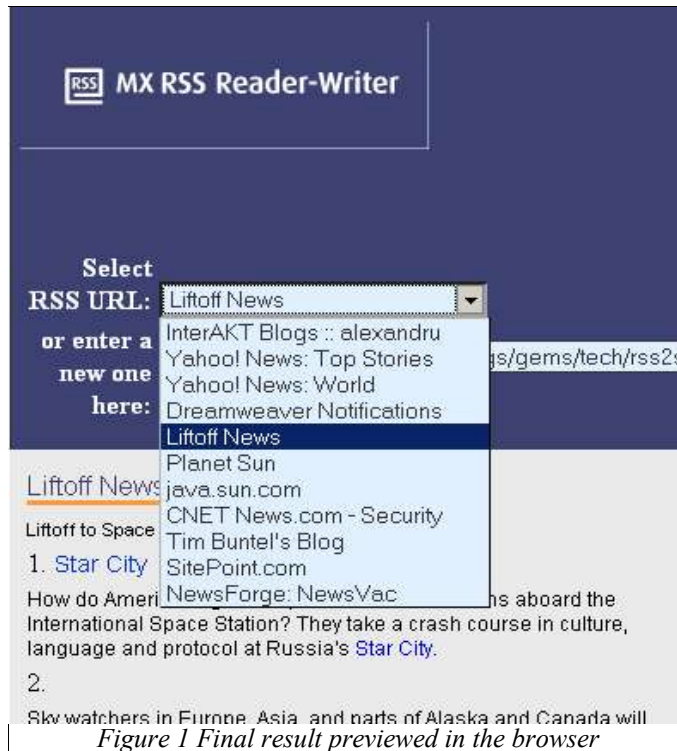 RSS MX RSS Reader-Writer
Select
RSS URL: Liftoff News
or enter a
new one
here:
gs/gems/tech/rss2s
InterAKT Blogs :: alexandru
Yahoo! News: Top Stories
Yahoo! News: World
Dreamweaver Notifications
Liftoff News
Planet Sun
java.sun.com
CNET News.com - Security
Tim Buntel's Blog
SitePoint.com
NewsForge: NewsVac
Liftoff News
Liftoff to Space
1. Star City
How do Ameri ns aboard the
International Space Station? They take a crash course in culture,
language and protocol at Russia's Star City.
2.
Sky watchers in Europe, Asia, and parts of Alaska and Canada will
Figure 1 Final result previewed in the browser